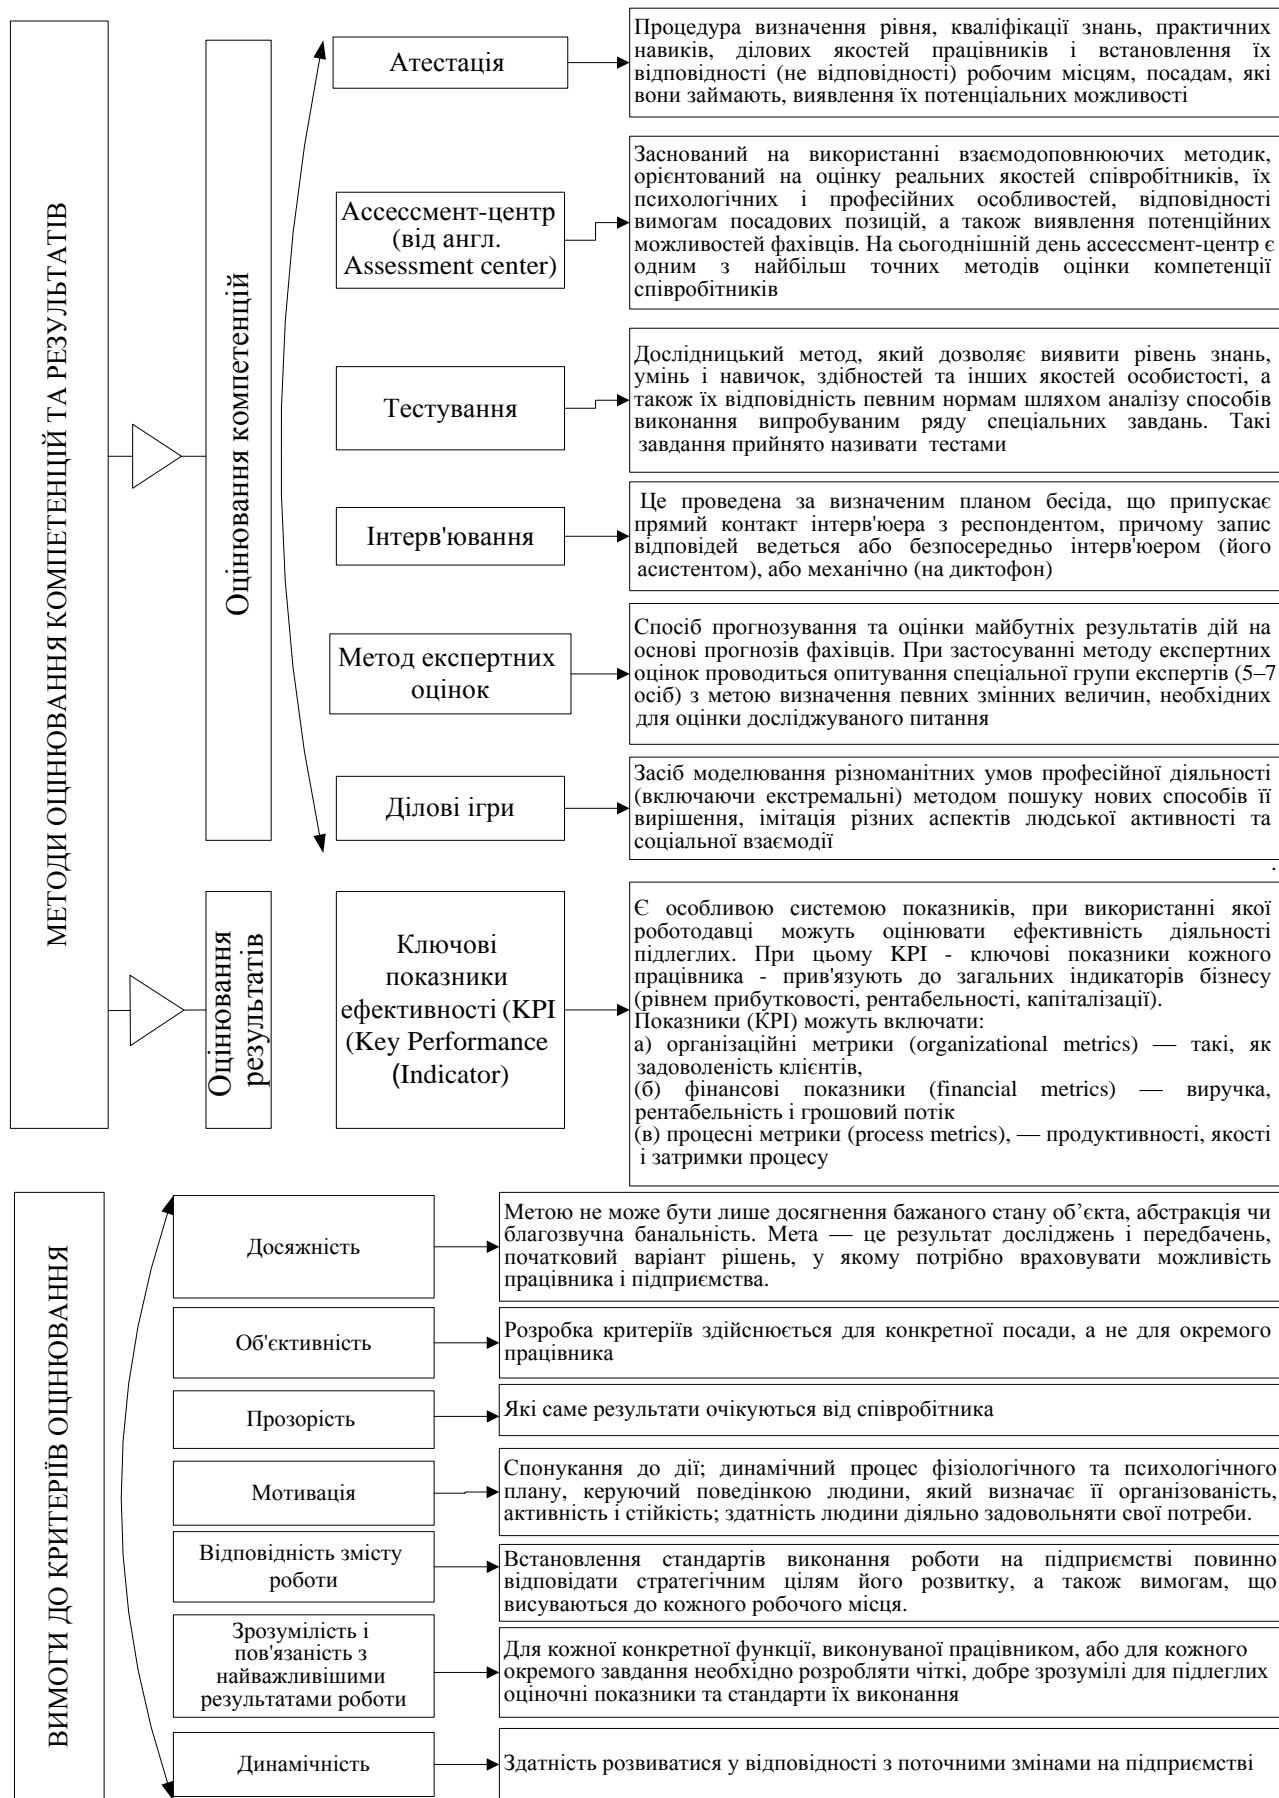 МЕТОДИ ОЦІНЮВАННЯ КОМПЕТЕНЦІЙ ТА РЕЗУЛЬТАТІВ
Оцінювання компетенцій
Атестація
Процедура визначення рівня, кваліфікації знань, практичних
навиків, ділових якостей працівників і встановлення їх
відповідності (не відповідності) робочим місцям, посадам, які
вони займають, виявлення їх потенціальних можливості
Ассессмент-центр
(від англ.
Assessment center)
Заснований на використанні взаємодоповнюючих методик,
орієнтований на оцінку реальних якостей співробітників, їх
психологічних і професійних особливостей, відповідності
вимогам посадових позицій, а також виявлення потенційних
можливостей фахівців. На сьогоднішній день ассессмент-центр є
одним з найбільш точних методів оцінки компетенції
співробітників
Тестування
Дослідницький метод, який дозволяє виявити рівень знань,
умінь і навичок, здібностей та інших якостей особистості, а
також їх відповідність певним нормам шляхом аналізу способів
виконання випробуваним ряду спеціальних завдань. Такі
завдання прийнято називати тестами
Інтерв'ювання
Це проведена за визначеним планом бесіда, що припускає
прямий контакт інтерв'юера з респондентом, причому запис
відповідей ведеться або безпосередньо інтерв'юером (його
асистентом), або механічно (на диктофон)
Метод експертних
оцінок
Спосіб прогнозування та оцінки майбутніх результатів дій на
основі прогнозів фахівців. При застосуванні методу експертних
оцінок проводиться опитування спеціальної групи експертів (5–7
осіб) з метою визначення певних змінних величин, необхідних
для оцінки досліджуваного питання
Ділові ігри
Засіб моделювання різноманітних умов професійної діяльності
(включаючи екстремальні) методом пошуку нових способів її
вирішення, імітація різних аспектів людської активності та
соціальної взаємодії
.
Оцінювання
результатів
Ключові
показники
ефективності (KPI
(Key Performance
(Indicator)
Є особливою системою показників, при використанні якої
роботодавці можуть оцінювати ефективність діяльності
підлеглих. При цьому KPI - ключові показники кожного
працівника - прив'язують до загальних індикаторів бізнесу
(рівнем прибутковості, рентабельності, капіталізації).
Показники (KPI) можуть включати:
а) організаційні метрики (organizational metrics) — такі, як
задоволеність клієнтів,
(б) фінансові показники (financial metrics) — виручка,
рентабельність і грошовий потік
(в) процесні метрики (process metrics), — продуктивності, якості
і затримки процесу
ВИМОГИ ДО КРИТЕРІЇВ ОЦІНЮВАННЯ
Досяжність
Метою не може бути лише досягнення бажаного стану об’єкта, абстракція чи
благозвучна банальність. Мета — це результат досліджень і передбачень,
початковий варіант рішень, у якому потрібно враховувати можливість
працівника і підприємства.
Об'єктивність
Розробка критеріїв здійснюється для конкретної посади, а не для окремого
працівника
Прозорість
Які саме результати очікуються від співробітника
Мотивація
Спонукання до дії; динамічний процес фізіологічного та психологічного
плану, керуючий поведінкою людини, який визначає її організованість,
активність і стійкість; здатність людини діяльно задовольняти свої потреби.
Відповідність змісту
роботи
Встановлення стандартів виконання роботи на підприємстві повинно
відповідати стратегічним цілям його розвитку, а також вимогам, що
висуваються до кожного робочого місця.
Зрозумілість і
пов'язаність з
найважливішими
результатами роботи
Для кожної конкретної функції, виконуваної працівником, або для кожного
окремого завдання необхідно розробляти чіткі, добре зрозумілі для підлеглих
оціночні показники та стандарти їх виконання
Динамічність
Здатність розвиватися у відповідності з поточними змінами на підприємстві